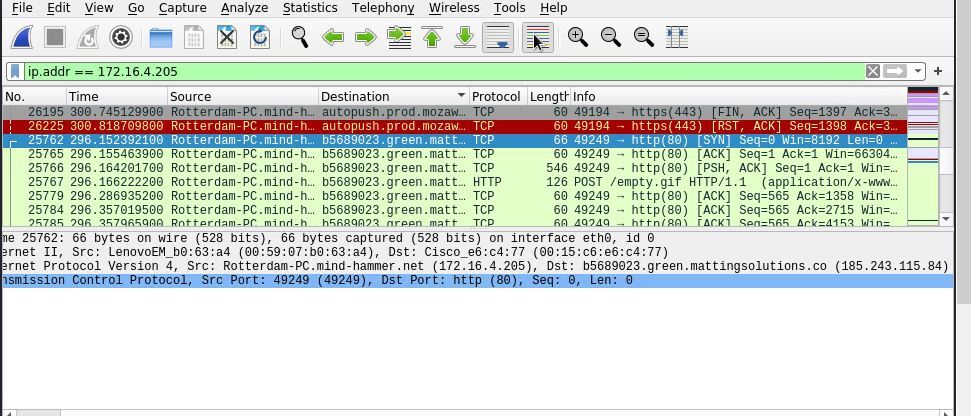 File Edit View Go Capture Analyze Statistics Telephony Wireless Tools Help
ip.addr == 172.16.4.205
No. Time Source Destination Protocol Length Info
26195 300.745129900 Rotterdam-PC.mind-h… autopush.prod.mozaw… TCP 60 49194 → https(443) [FIN, ACK] Seq=1397 Ack=3…
26225 300.818709800 Rotterdam-PC.mind-h… autopush.prod.mozaw… TCP 60 49194 → https(443) [RST, ACK] Seq=1398 Ack=3…
25762 296.152392100 Rotterdam-PC.mind-h… b5689023.green.matt… TCP 66 49249 → http(80) [SYN] Seq=0 Win=8192 Len=0 …
25765 296.155463900 Rotterdam-PC.mind-h… b5689023.green.matt… TCP 60 49249 → http(80) [ACK] Seq=1 Ack=1 Win=66304…
25766 296.164201700 Rotterdam-PC.mind-h… b5689023.green.matt… TCP 546 49249 → http(80) [PSH, ACK] Seq=1 Ack=1 Win=…
25767 296.166222200 Rotterdam-PC.mind-h… b5689023.green.matt… HTTP 126 POST /empty.gif HTTP/1.1 (application/x-www…
25779 296.286935200 Rotterdam-PC.mind-h… b5689023.green.matt… TCP 60 49249 → http(80) [ACK] Seq=565 Ack=1358 Win=…
25784 296.357019500 Rotterdam-PC.mind-h… b5689023.green.matt… TCP 60 49249 → http(80) [ACK] Seq=565 Ack=2715 Win=…
25785 296.357965900 Rotterdam-PC.mind-h… b5689023.green.matt… TCP 60 49249 → http(80) [ACK] Seq=565 Ack=4153 Win=…
me 25762: 66 bytes on wire (528 bits), 66 bytes captured (528 bits) on interface eth0, id 0
ernet II, Src: LenovoEM_b0:63:a4 (00:59:07:b0:63:a4), Dst: Cisco_e6:c4:77 (00:15:c6:e6:c4:77)
ernet Protocol Version 4, Src: Rotterdam-PC.mind-hammer.net (172.16.4.205), Dst: b5689023.green.mattingsolutions.co (185.243.115.84)
nsmission Control Protocol, Src Port: 49249 (49249), Dst Port: http (80), Seq: 0, Len: 0